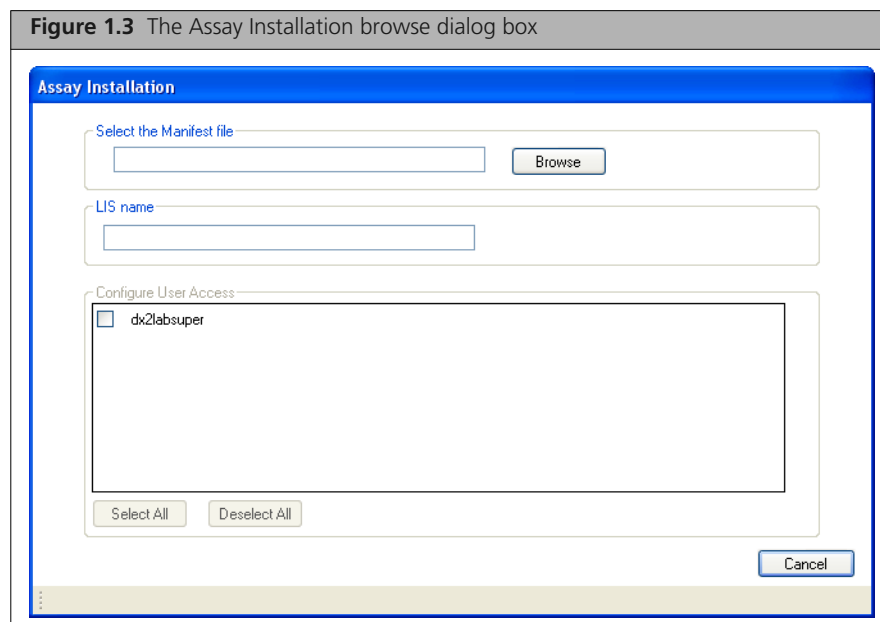 Figure 1.3 The Assay Installation browse dialog box
Assay Installation
Select the Manifest file
Browse
LIS name
Configure User Access
dx2labsuper
Select All
Deselect All
Cancel